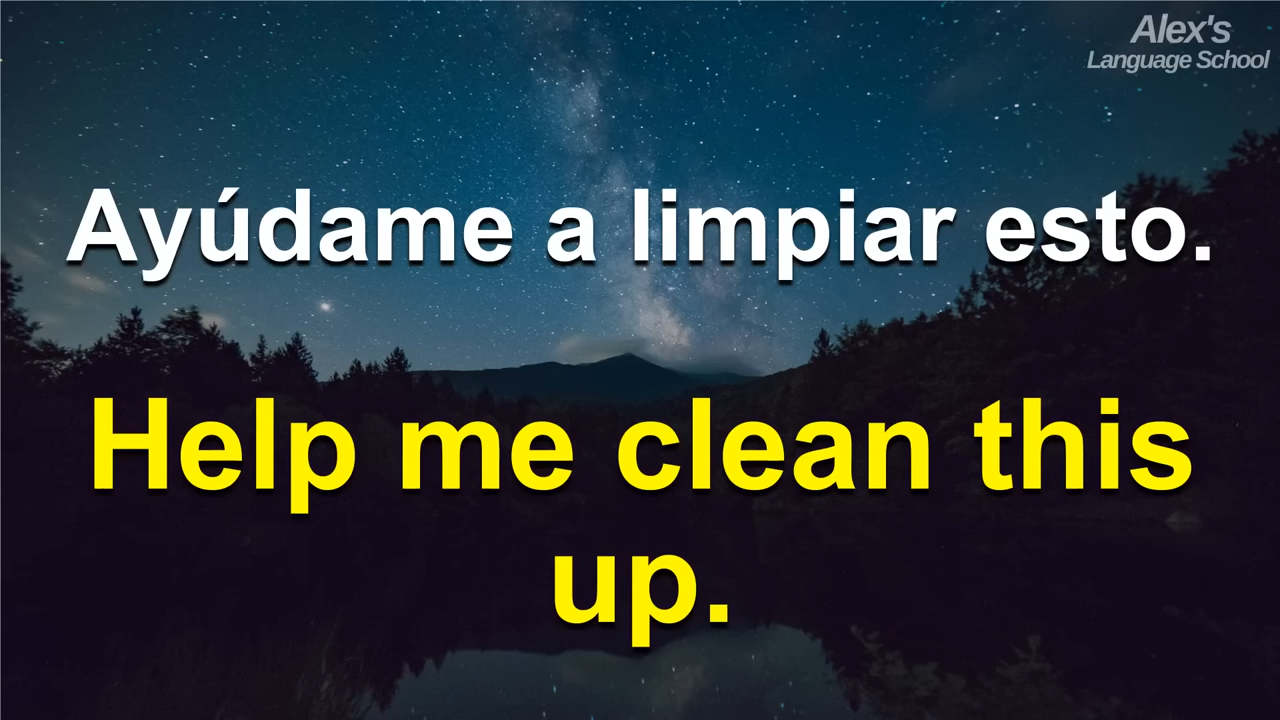 Alex's
Language School
Ayúdame a limpiar esto.
Help me clean this
up.